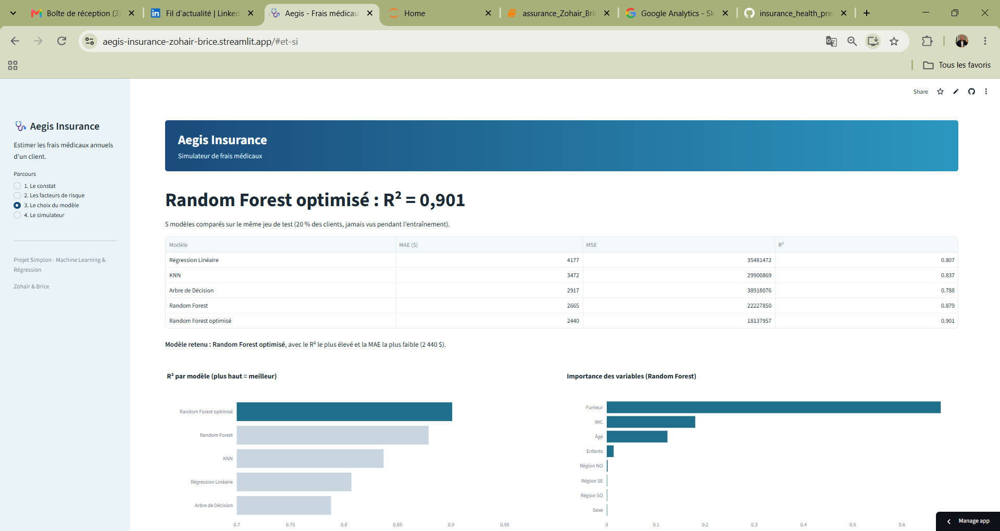 Boîte de réception (3)
Fil d'actualité | Linked
Aegis - Frais médicau
Home
assurance_Zohair_Bri
Google Analytics - Sk
insurance_health_pre
aegis-insurance-zohair-brice.streamlit.app/#et-si
Tous les favoris
Share
Aegis Insurance
Estimer les frais médicaux annuels
d'un client.
Parcours
1. Le constat
2. Les facteurs de risque
3. Le choix du modèle
4. Le simulateur
Projet Simplon - Machine Learning &
Régression
Zohair & Brice
Aegis Insurance
Simulateur de frais médicaux
Random Forest optimisé : R² = 0,901
5 modèles comparés sur le même jeu de test (20 % des clients, jamais vus pendant l'entraînement).
Modèle MAE ($) MSE R²
Régression Linéaire 4177 35481472 0.807
KNN 3472 29900869 0.837
Arbre de Décision 2917 38918076 0.788
Random Forest 2665 22227850 0.879
Random Forest optimisé 2440 18137957 0.901
Modèle retenu : Random Forest optimisé, avec le R² le plus élevé et la MAE la plus faible (2 440 $).
R² par modèle (plus haut = meilleur)
Random Forest optimisé
Random Forest
KNN
Régression Linéaire
Arbre de Décision
0.7 0.75 0.8 0.85 0.9 0.95
Importance des variables (Random Forest)
Fumeur
IMC
Âge
Enfants
Région NO
Région SE
Région SO
Sexe
0 0.1 0.2 0.3 0.4 0.5 0.6
Manage app